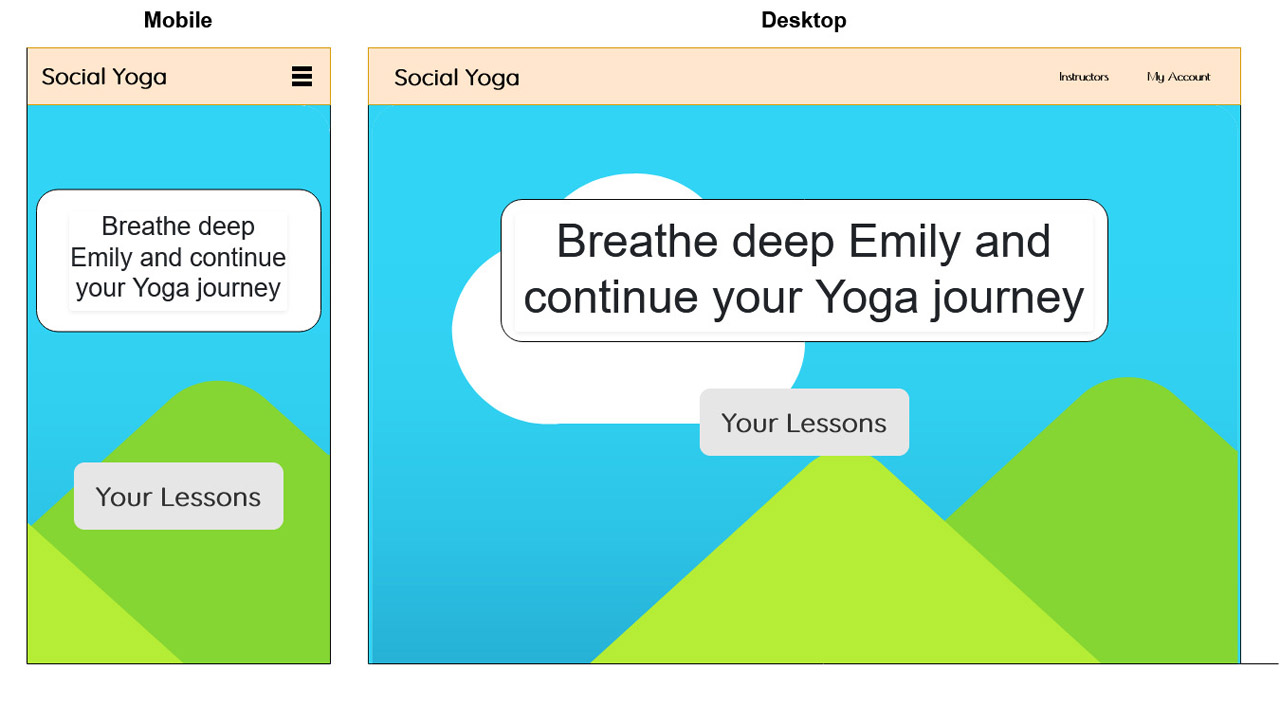 Mobile
Desktop
Social Yoga
Breathe deep
Emily and continue
your Yoga journey
Your Lessons
Social Yoga
Instructors
My Account
Breathe deep Emily and
continue your Yoga journey
Your Lessons